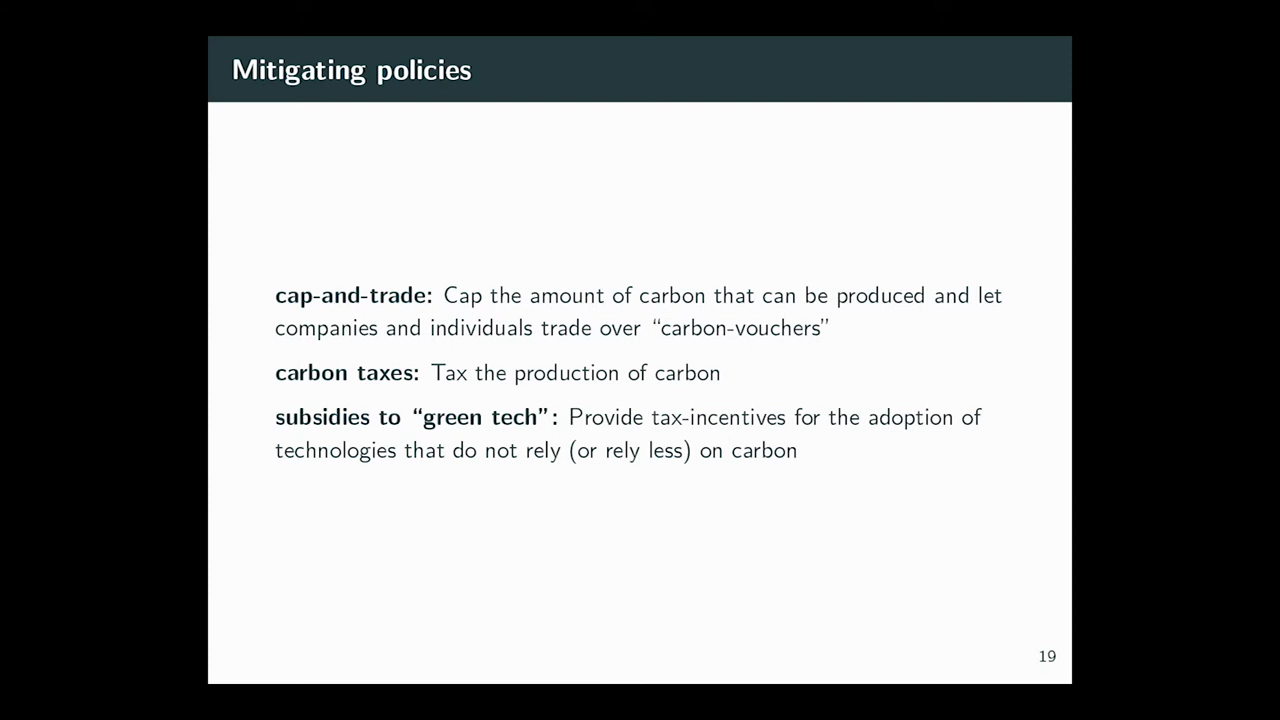 Mitigating policies
cap-and-trade: Cap the amount of carbon that can be produced and let
companies and individuals trade over “carbon-vouchers”
carbon taxes: Tax the production of carbon
subsidies to “green tech”: Provide tax-incentives for the adoption of
technologies that do not rely (or rely less) on carbon
19